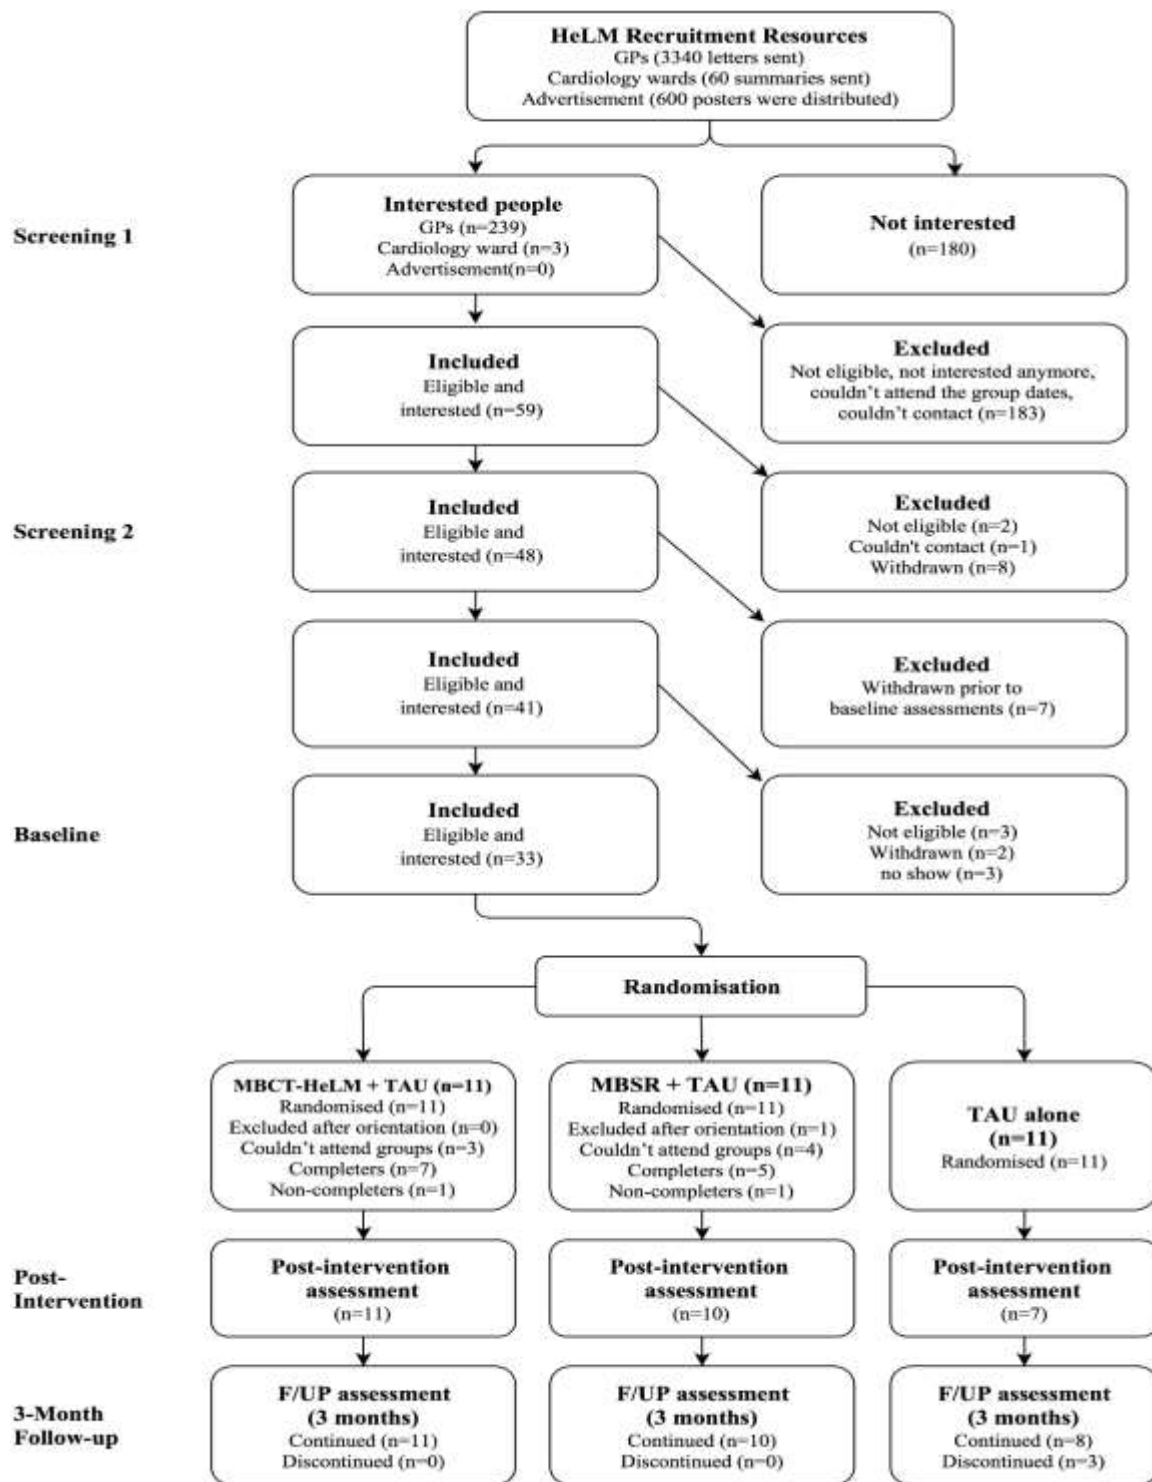 HeLM Recruitment Resources
GPs (3340 letters sent)
Cardiology wards (60 summaries sent)
Advertisement (600 posters were distributed)
Screening 1
Interested people
GPs (n=239)
Cardiology ward (n=3)
Advertisement(n=0)
Not interested
(n=180)
Included
Eligible and
interested (n=59)
Excluded
Not eligible, not interested anymore,
couldn’t attend the group dates,
couldn’t contact (n=183)
Screening 2
Included
Eligible and
interested (n=48)
Excluded
Not eligible (n=2)
Couldn't contact (n=1)
Withdrawn (n=8)
Included
Eligible and
interested (n=41)
Excluded
Withdrawn prior to
baseline assessments (n=7)
Baseline
Included
Eligible and
interested (n=33)
Excluded
Not eligible (n=3)
Withdrawn (n=2)
no show (n=3)
Randomisation
MBCT-HeLM + TAU (n=11)
Randomised (n=11)
Excluded after orientation (n=0)
Couldn’t attend groups (n=3)
Completers (n=7)
Non-completers (n=1)
MBSR + TAU (n=11)
Randomised (n=11)
Excluded after orientation (n=1)
Couldn’t attend groups (n=4)
Completers (n=5)
Non-completers (n=1)
TAU alone
(n=11)
Randomised (n=11)
Post-
Intervention
Post-intervention
assessment
(n=11)
Post-intervention
assessment
(n=10)
Post-intervention
assessment
(n=7)
3-Month
Follow-up
F/UP assessment
(3 months)
Continued (n=11)
Discontinued (n=0)
F/UP assessment
(3 months)
Continued (n=10)
Discontinued (n=0)
F/UP assessment
(3 months)
Continued (n=8)
Discontinued (n=3)